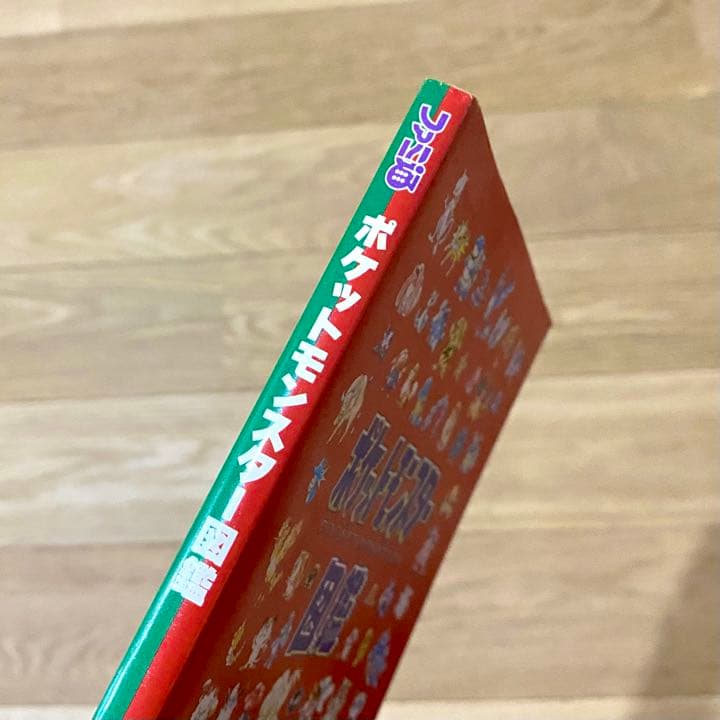 ファミ通
ポケットモンスター図鑑
ポケットモンスター
図鑑